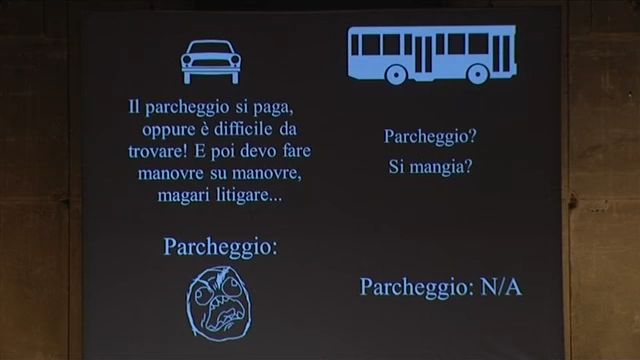 Il parcheggio si paga,
oppure è difficile da
trovare! E poi devo fare
manovre su manovre,
magari litigare...
Parcheggio:
Parcheggio?
Si mangia?
Parcheggio: N/A